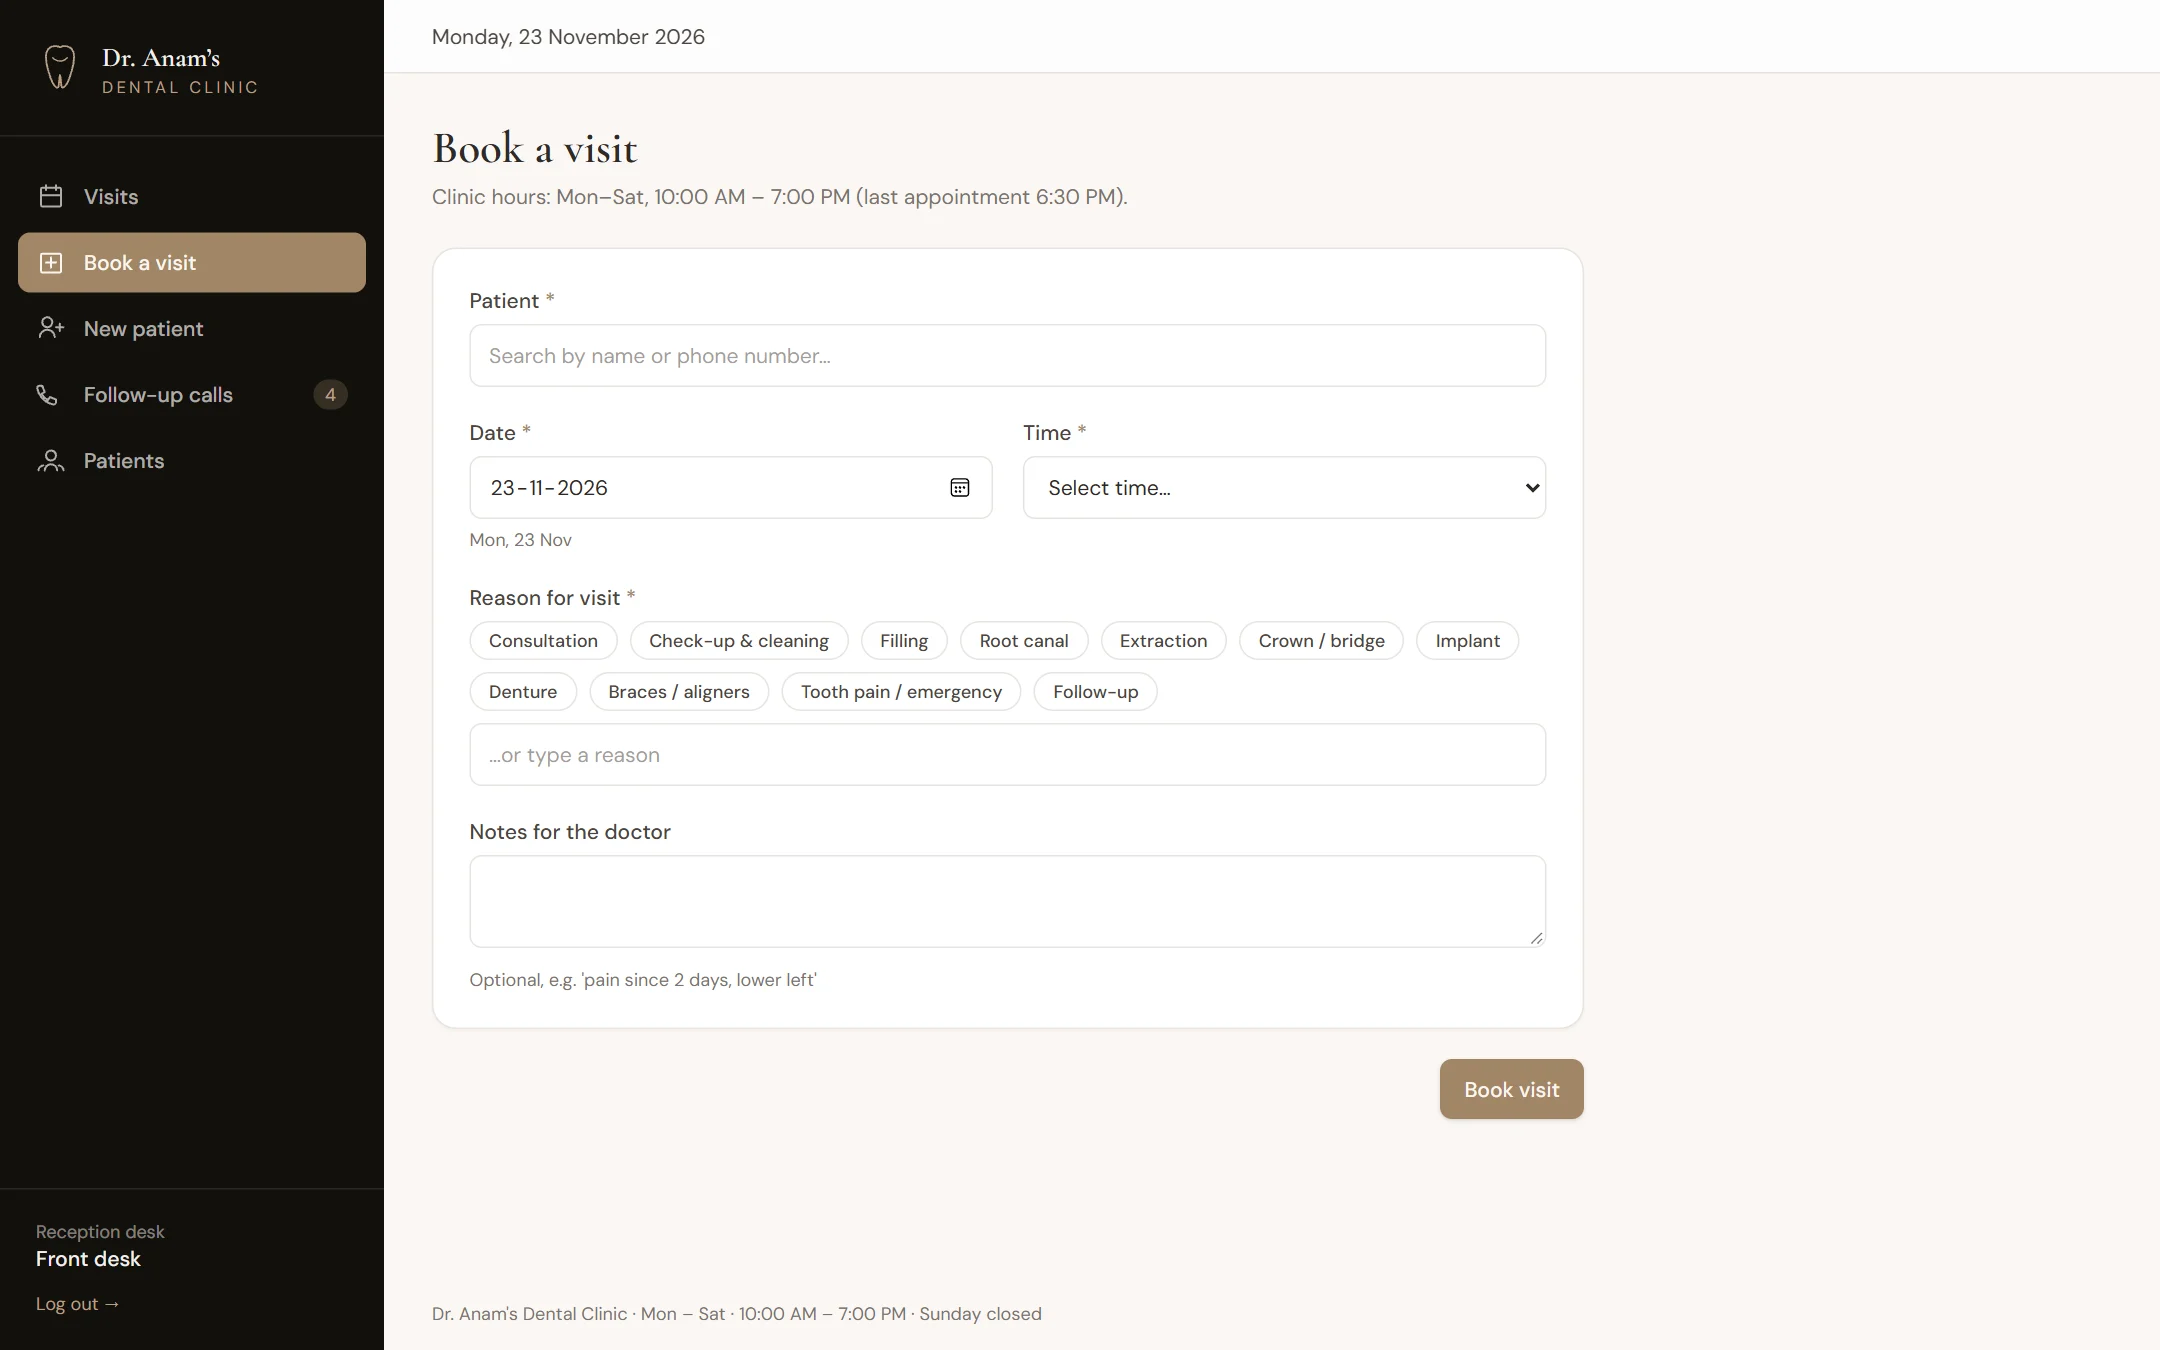 Dr. Anam's
DENTAL CLINIC
Visits
Book a visit
New patient
Follow-up calls 4
Patients
Reception desk
Front desk
Log out →
Monday, 23 November 2026
Book a visit
Clinic hours: Mon–Sat, 10:00 AM – 7:00 PM (last appointment 6:30 PM).
Patient *
Search by name or phone number...
Date * Time *
23-11-2026 Select time...
Mon, 23 Nov
Reason for visit *
Consultation Check-up & cleaning Filling Root canal Extraction Crown / bridge Implant
Denture Braces / aligners Tooth pain / emergency Follow-up
...or type a reason
Notes for the doctor
Optional, e.g. 'pain since 2 days, lower left'
Book visit
Dr. Anam's Dental Clinic · Mon – Sat · 10:00 AM – 7:00 PM · Sunday closed